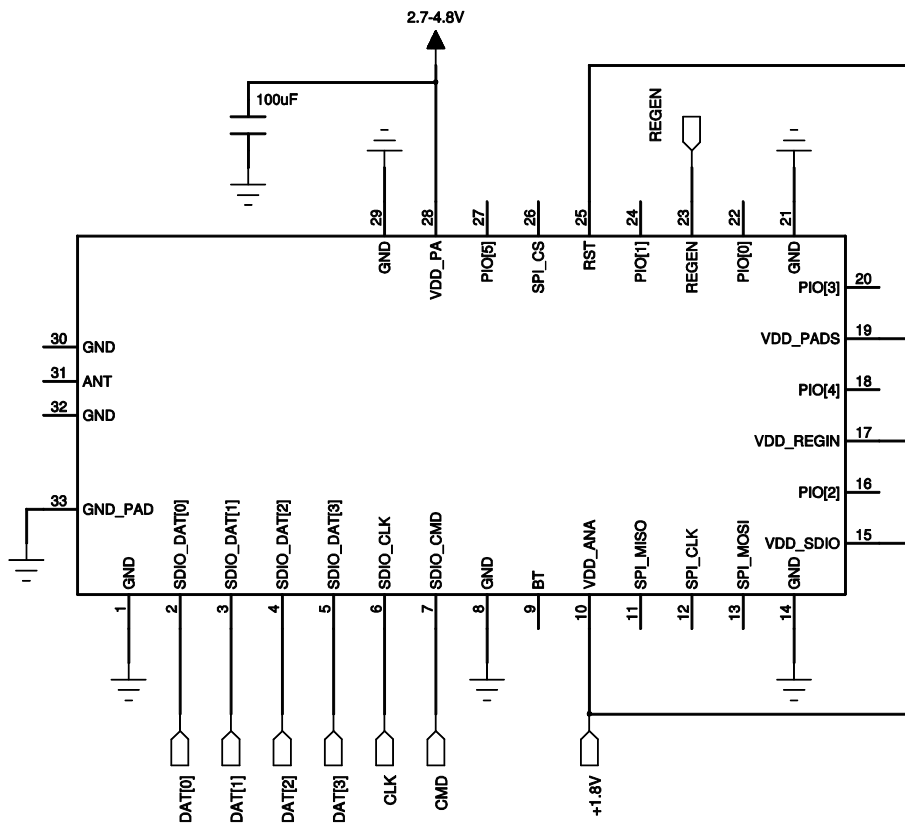 2.7-4.8V
100uF
REGEN
29
28
27
26
25
24
23
22
21
GND
VDD_PA
PIO[5]
SPI_CS
RST
PIO[1]
REGEN
PIO[0]
GND
PIO[3]
20
VDD_PADS
19
30
GND
31
ANT
PIO[4]
18
32
GND
VDD_REGIN
17
PIO[2]
16
33
GND_PAD
VDD_SDIO
15
GND
SDIO_DAT[0]
SDIO_DAT[1]
SDIO_DAT[2]
SDIO_DAT[3]
SDIO_CLK
SDIO_CMD
GND
BT
VDD_ANA
SPI_MISO
SPI_CLK
SPI_MOSI
GND
1
2
3
4
5
6
7
8
9
10
11
12
13
14
DAT[0]
DAT[1]
DAT[2]
DAT[3]
CLK
CMD
+1.8V